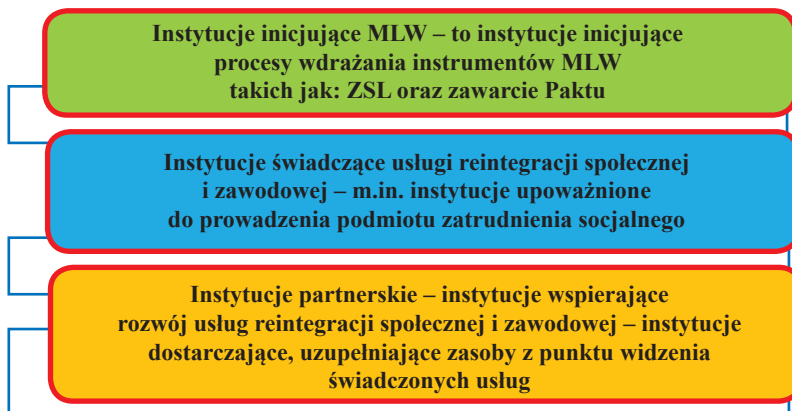 Instytucje inicjujące MLW – to instytucje inicjujące
procesy wdrażania instrumentów MLW
takich jak: ZSL oraz zawarcie Paktu
Instytucje świadczące usługi reintegracji społecznej
i zawodowej – m.in. instytucje upoważnione
do prowadzenia podmiotu zatrudnienia socjalnego
Instytucje partnerskie – instytucje wspierające
rozwój usług reintegracji społecznej i zawodowej – instytucje
dostarczające, uzupełniające zasoby z punktu widzenia
świadczonych usług